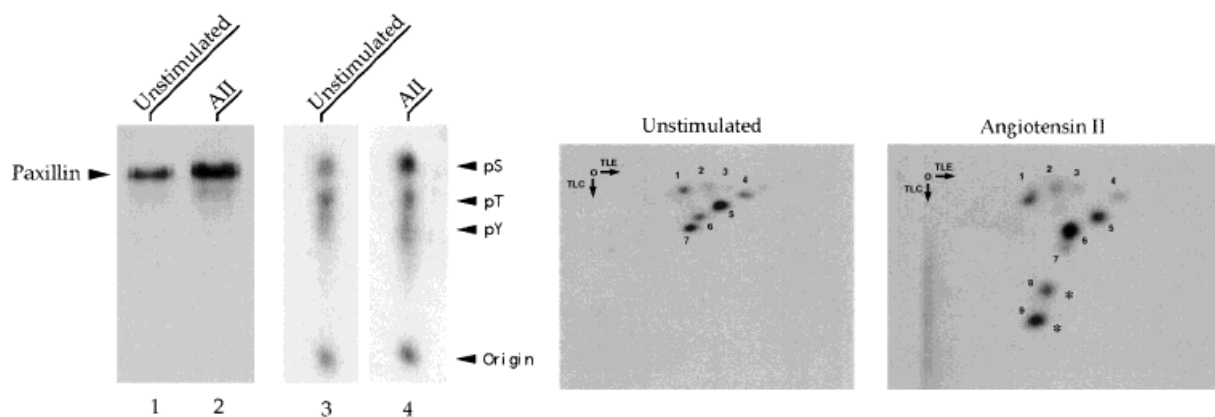 Unstimulated
AII
Unstimulated
AII
Paxillin
pS
pT
pY
Origin
1 2 3 4
Unstimulated
TLE
TLC
1 2 3 4
5
6
7
Angiotensin II
TLE
TLC
1 2 3 4
5
6
7
8 *
9 *